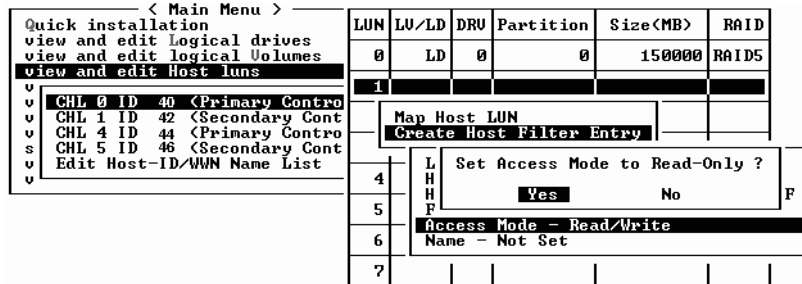 < Main Menu >
Quick installation
view and edit Logical drives
view and edit logical Volumes
view and edit Host luns
v
v CHL 0 ID 40 (Primary Contro
v CHL 1 ID 42 (Secondary Cont
v CHL 4 ID 44 (Primary Contro
s CHL 5 ID 46 (Secondary Cont
v Edit Host-ID/WWN Name List
v
LUN LV/LD DRV Partition Size(MB) RAID
0 LD 0 0 150000 RAID5
1
Map Host LUN
Create Host Filter Entry
L
Set Access Mode to Read-Only ?
4 H
H Yes No F
5 F
Access Mode - Read/Write
6 Name - Not Set
7